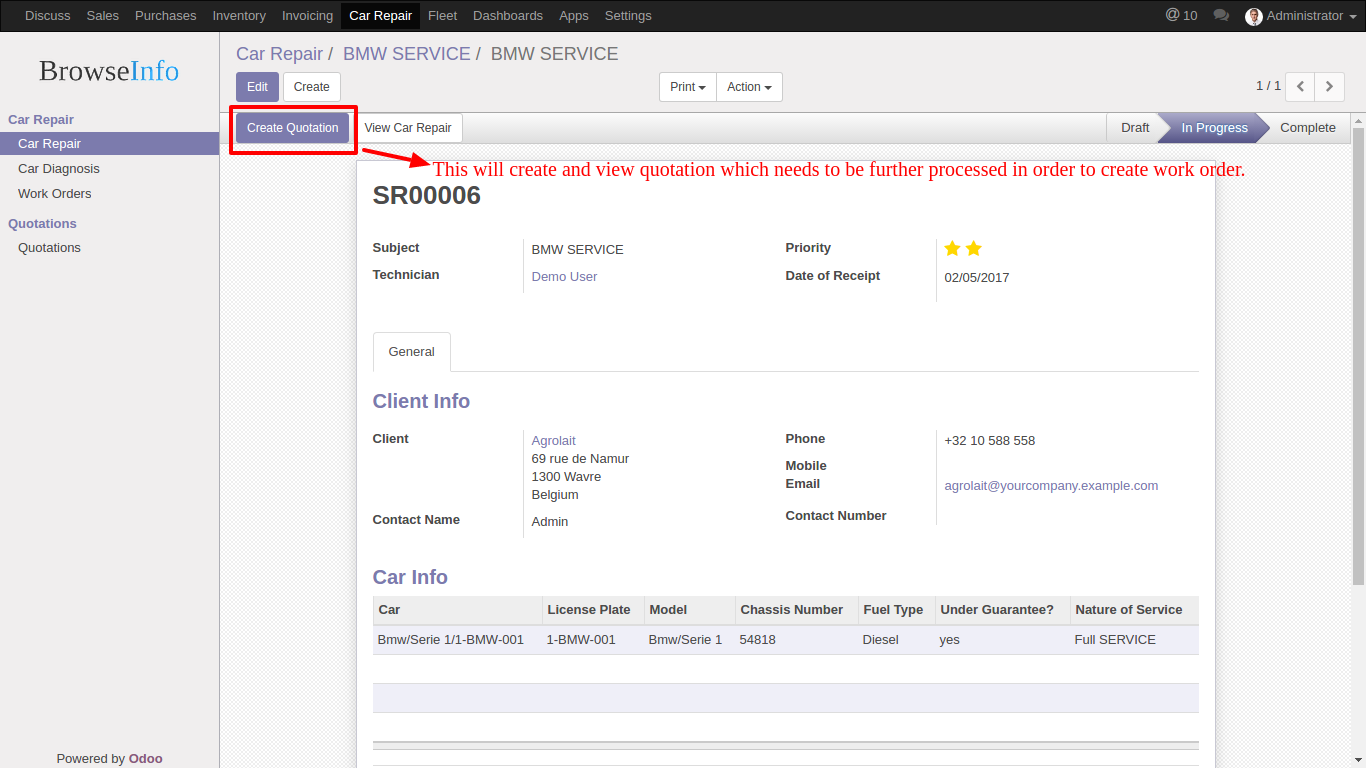 Discuss Sales Purchases Inventory Invoicing Car Repair Fleet Dashboards Apps Settings @ 10 Administrator
BrowseInfo
Car Repair
Car Repair
Car Diagnosis
Work Orders
Quotations
Quotations
Powered by Odoo
Car Repair / BMW SERVICE / BMW SERVICE
Edit Create Print Action 1 / 1
Create Quotation View Car Repair Draft In Progress Complete
This will create and view quotation which needs to be further processed in order to create work order.
SR00006
Subject BMW SERVICE Priority
Technician Demo User Date of Receipt 02/05/2017
General
Client Info
Client Agrolait Phone +32 10 588 558
69 rue de Namur
Mobile
1300 Wavre
Email agrolait@yourcompany.example.com
Belgium
Contact Name Admin Contact Number
Car Info
Car License Plate Model Chassis Number Fuel Type Under Guarantee? Nature of Service
Bmw/Serie 1/1-BMW-001 1-BMW-001 Bmw/Serie 1 54818 Diesel yes Full SERVICE